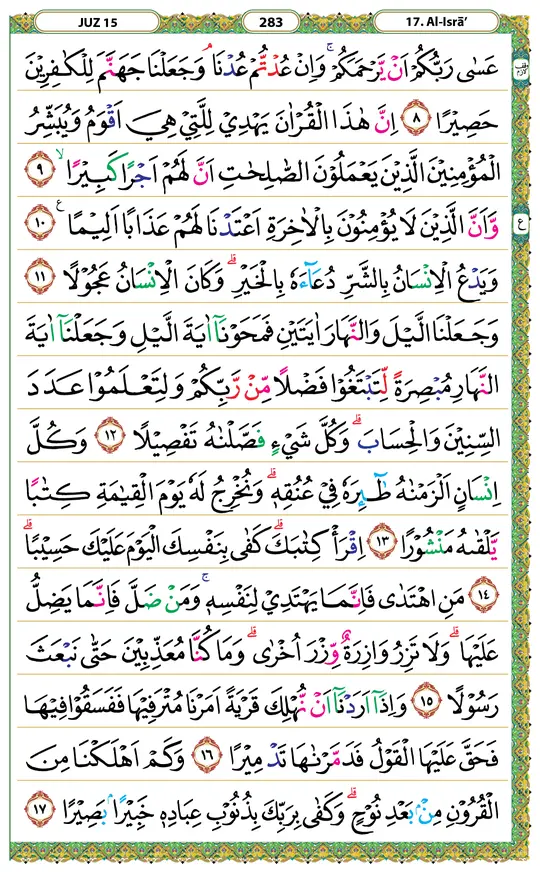 JUZ 15 283 17. Al-Isrā’
عَسٰى رَبُّكُمْ اَنْ يَّرْحَمَكُمْۚ وَاِنْ عُدْتُّمْ عُدْنَاۘ وَجَعَلْنَا جَهَنَّمَ لِلْكٰفِرِيْنَ
حَصِيْرًا ٨ اِنَّ هٰذَا الْقُرْاٰنَ يَهْدِيْ لِلَّتِيْ هِيَ اَقْوَمُ وَيُبَشِّرُ
الْمُؤْمِنِيْنَ الَّذِيْنَ يَعْمَلُوْنَ الصّٰلِحٰتِ اَنَّ لَهُمْ اَجْرًا كَبِيْرًاۙ ٩
وَّاَنَّ الَّذِيْنَ لَا يُؤْمِنُوْنَ بِالْاٰخِرَةِ اَعْتَدْنَا لَهُمْ عَذَابًا اَلِيْمًا ࣖ ١٠
ع
وَيَدْعُ الْاِنْسَانُ بِالشَّرِّ دُعَاۤءَهٗ بِالْخَيْرِۗ وَكَانَ الْاِنْسَانُ عَجُوْلًا ١١
وَجَعَلْنَا الَّيْلَ وَالنَّهَارَ اٰيَتَيْنِ فَمَحَوْنَآ اٰيَةَ الَّيْلِ وَجَعَلْنَآ اٰيَةَ
النَّهَارِ مُبْصِرَةً لِّتَبْتَغُوْا فَضْلًا مِّنْ رَّبِّكُمْ وَلِتَعْلَمُوْا عَدَدَ
السِّنِيْنَ وَالْحِسَابَۗ وَكُلَّ شَيْءٍ فَصَّلْنٰهُ تَفْصِيْلًا ١٢ وَكُلَّ
اِنْسَانٍ اَلْزَمْنٰهُ طٰۤىِٕرَهٗ فِيْ عُنُقِهٖۗ وَنُخْرِجُ لَهٗ يَوْمَ الْقِيٰمَةِ كِتٰبًا
يَّلْقٰىهُ مَنْشُوْرًا ١٣ اِقْرَأْ كِتٰبَكَۗ كَفٰى بِنَفْسِكَ الْيَوْمَ عَلَيْكَ حَسِيْبًاۗ
١٤ مَنِ اهْتَدٰى فَاِنَّمَا يَهْتَدِيْ لِنَفْسِهٖۚ وَمَنْ ضَلَّ فَاِنَّمَا يَضِلُّ
عَلَيْهَاۗ وَلَا تَزِرُ وَازِرَةٌ وِّزْرَ اُخْرٰىۗ وَمَا كُنَّا مُعَذِّبِيْنَ حَتّٰى نَبْعَثَ
رَسُوْلًا ١٥ وَاِذَآ اَرَدْنَآ اَنْ نُّهْلِكَ قَرْيَةً اَمَرْنَا مُتْرَفِيْهَا فَفَسَقُوْا فِيْهَا
فَحَقَّ عَلَيْهَا الْقَوْلُ فَدَمَّرْنٰهَا تَدْمِيْرًا ١٦ وَكَمْ اَهْلَكْنَا مِنَ
الْقُرُوْنِ مِنْۢ بَعْدِ نُوْحٍۗ وَكَفٰى بِرَبِّكَ بِذُنُوْبِ عِبَادِهٖ خَبِيْرًاۢ بَصِيْرًا ١٧